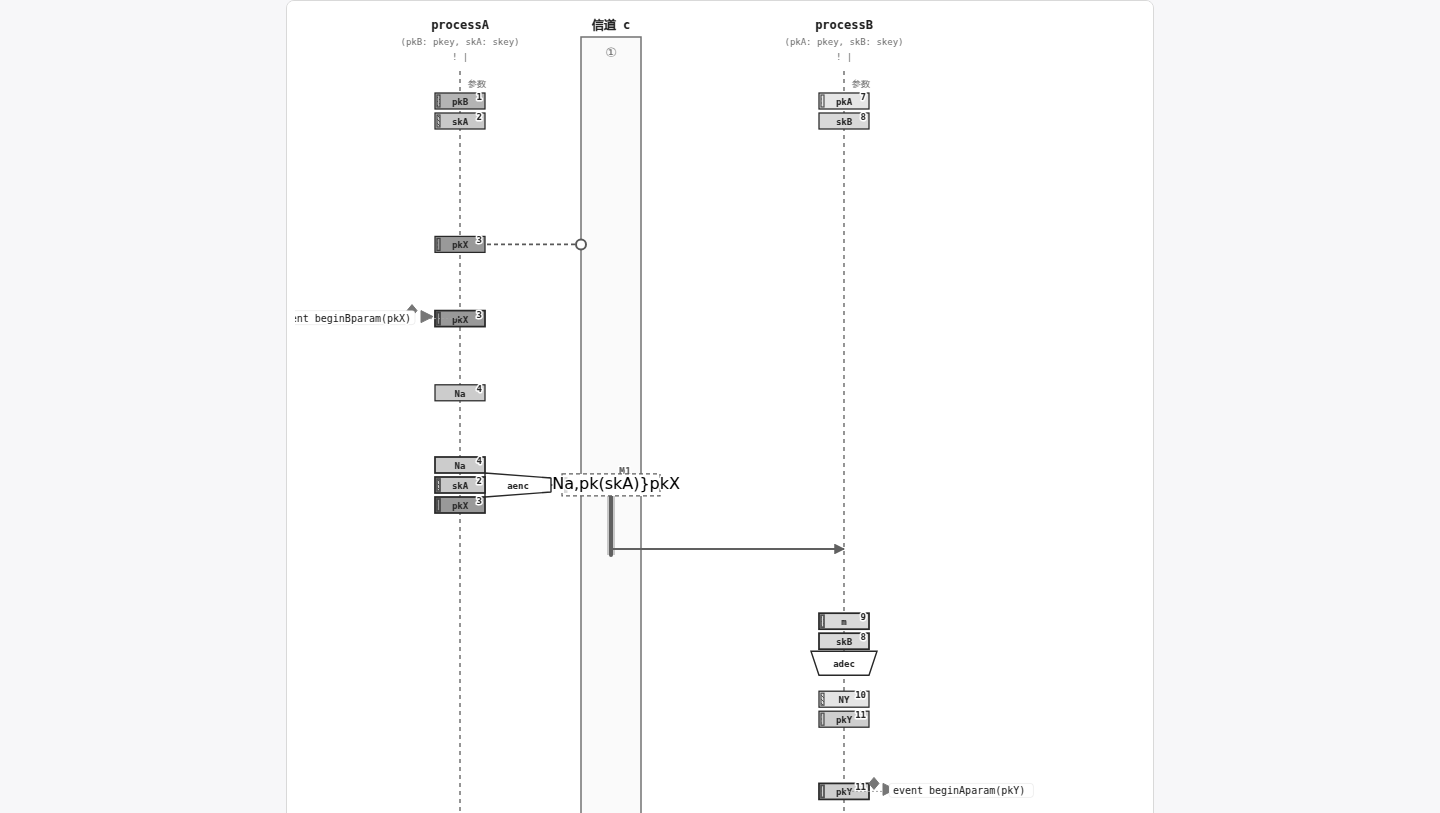 processA
信道 c
processB
(pkB: pkey, skA: skey)
(pkA: pkey, skB: skey)
! |
①
! |
参数
参数
pkB 1
pkA 7
skA 2
skB 8
pkX 3
ent beginBparam(pkX)
pkX 3
Na 4
Na 4
M1
skA 2
aenc
Na,pk(skA)}pkX
pkX 3
m 9
skB 8
adec
NY 10
pkY 11
pkY 11
event beginAparam(pkY)